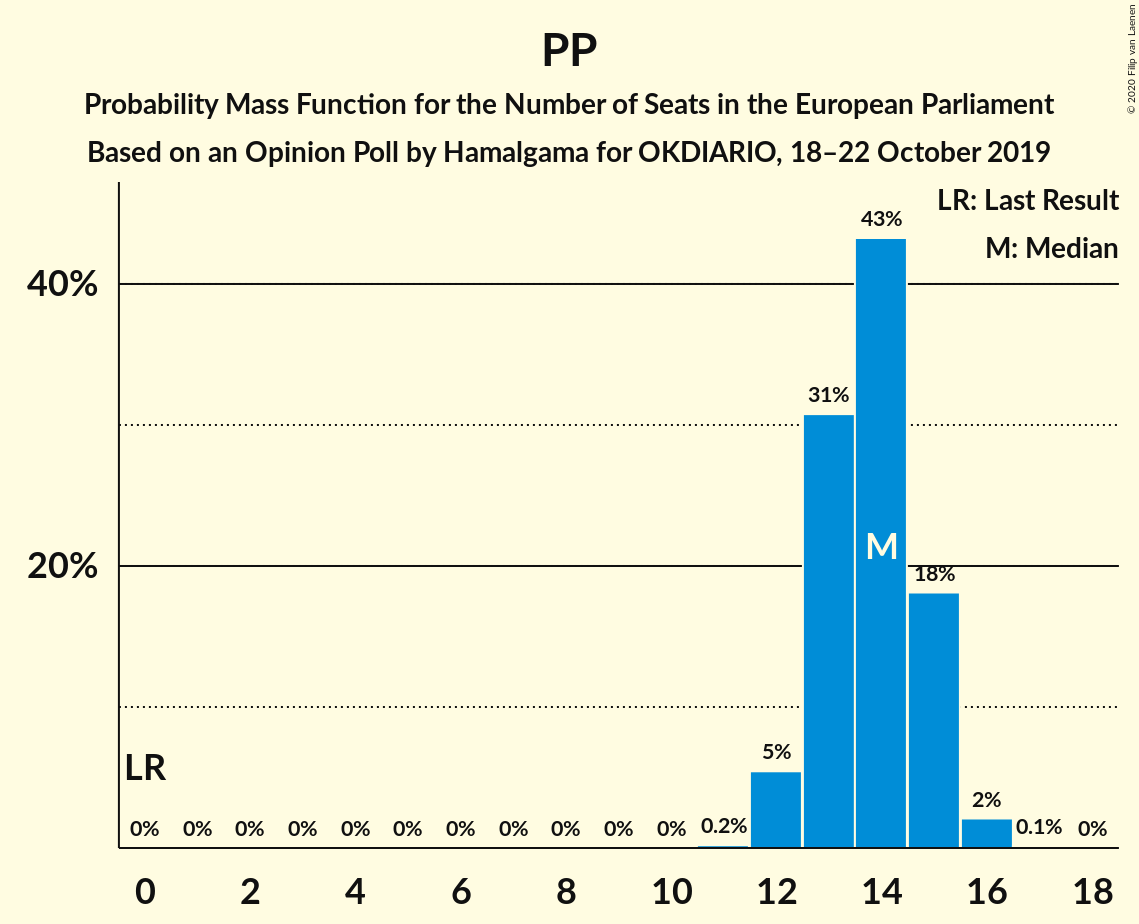 PP
Probability Mass Function for the Number of Seats in the European Parliament
Based on an Opinion Poll by Hamalgama for OKDIARIO, 18–22 October 2019
© 2020 Filip van Laenen
LR: Last Result
M: Median
43%
40%
31%
M
20%
18%
LR
5%
2%
0% 0% 0% 0% 0% 0% 0% 0% 0% 0% 0% 0.2% 0.1% 0%
0 2 4 6 8 10 12 14 16 18